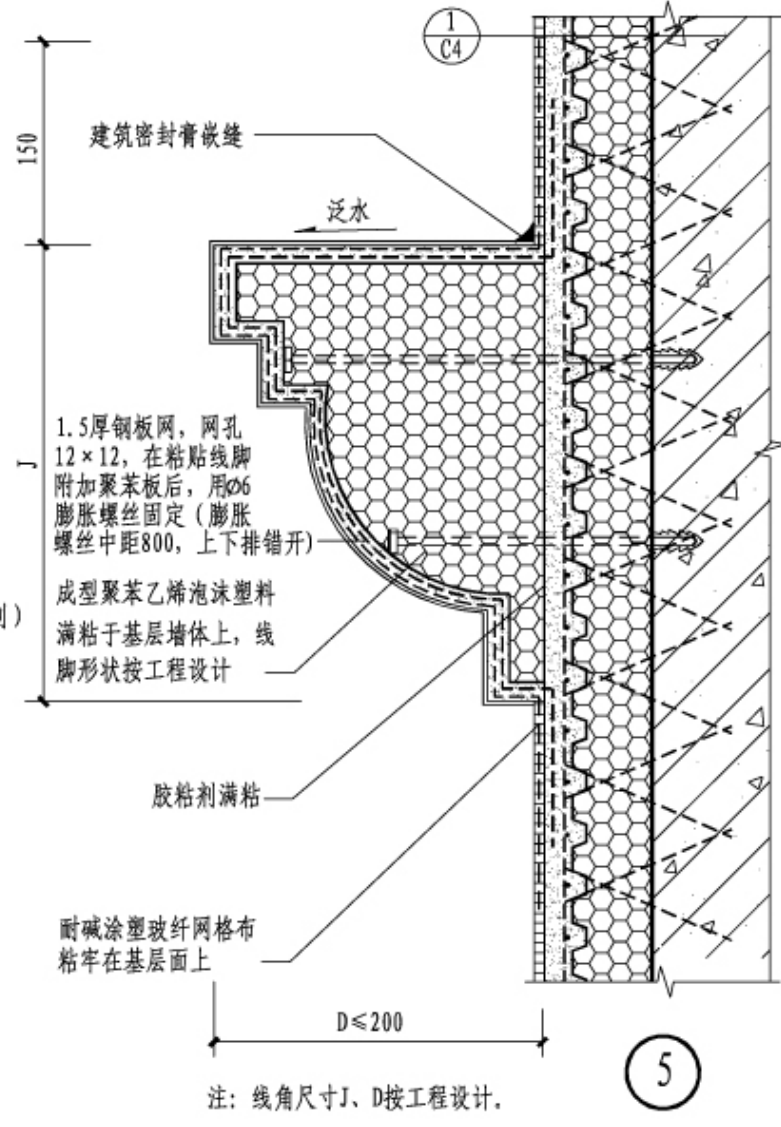 1
C4
150
建筑密封膏嵌缝
泛水
J
1.5厚钢板网，网孔
12×12，在粘贴线脚
附加聚苯板后，用Ø6
膨胀螺丝固定（膨胀
螺丝中距800，上下排错开）
成型聚苯乙烯泡沫塑料
满粘于基层墙体上，线
脚形状按工程设计
胶粘剂满粘
耐碱涂塑玻纤网格布
粘牢在基层面上
D≤200
5
注：线角尺寸J、D按工程设计.